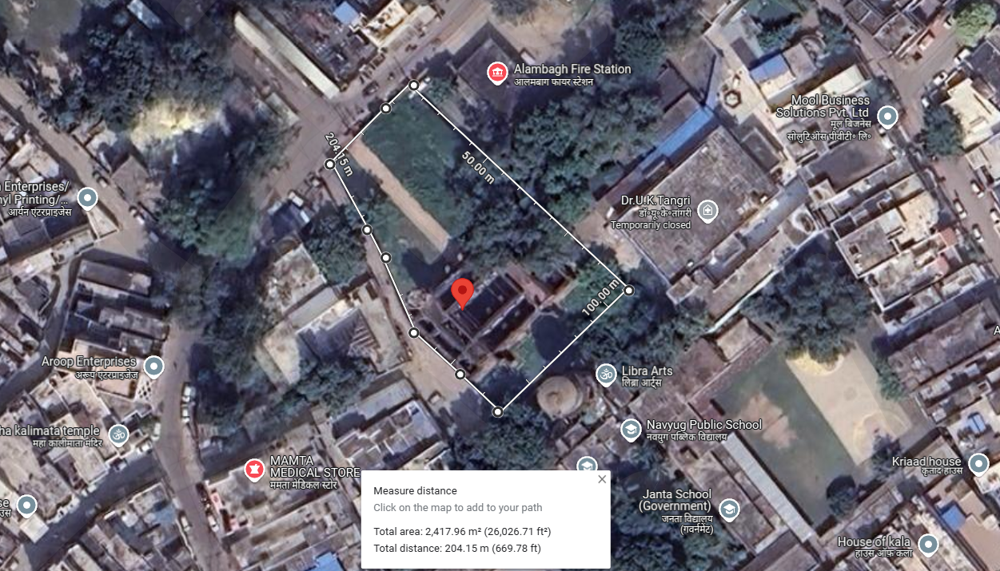 Alambagh Fire Station
आलमबाग फायर स्टेशन
Mool Business
Solutions Pvt. Ltd
मूल बिजनेस
सोलुटिओंस पीवीटी॰ लि॰
204.15 m
50.00 m
Enterprises/
nyl Printing/...
आर्यन एंटरप्राइजेस
Dr.U.K.Tangri
डॉ॰यू॰के॰तांगरी
Temporarily closed
100.00 m
Aroop Enterprises
अरूप एंटरप्राइजेज
Libra Arts
लिब्रा आर्ट्स
ha kalimata temple
महा कालीमाता मंदिर
Navyug Public School
नवयुग पब्लिक विद्यालय
MAMTA
MEDICAL STORE
ममता मेडिकल स्टोर
Kriaad house
कृताद हाउस
Measure distance
Click on the map to add to your path
Total area: 2,417.96 m² (26,026.71 ft²)
Total distance: 204.15 m (669.78 ft)
Janta School
(Government)
जनता विद्यालय
(गवर्नमेंट)
House of kala
हाउस ऑफ कला